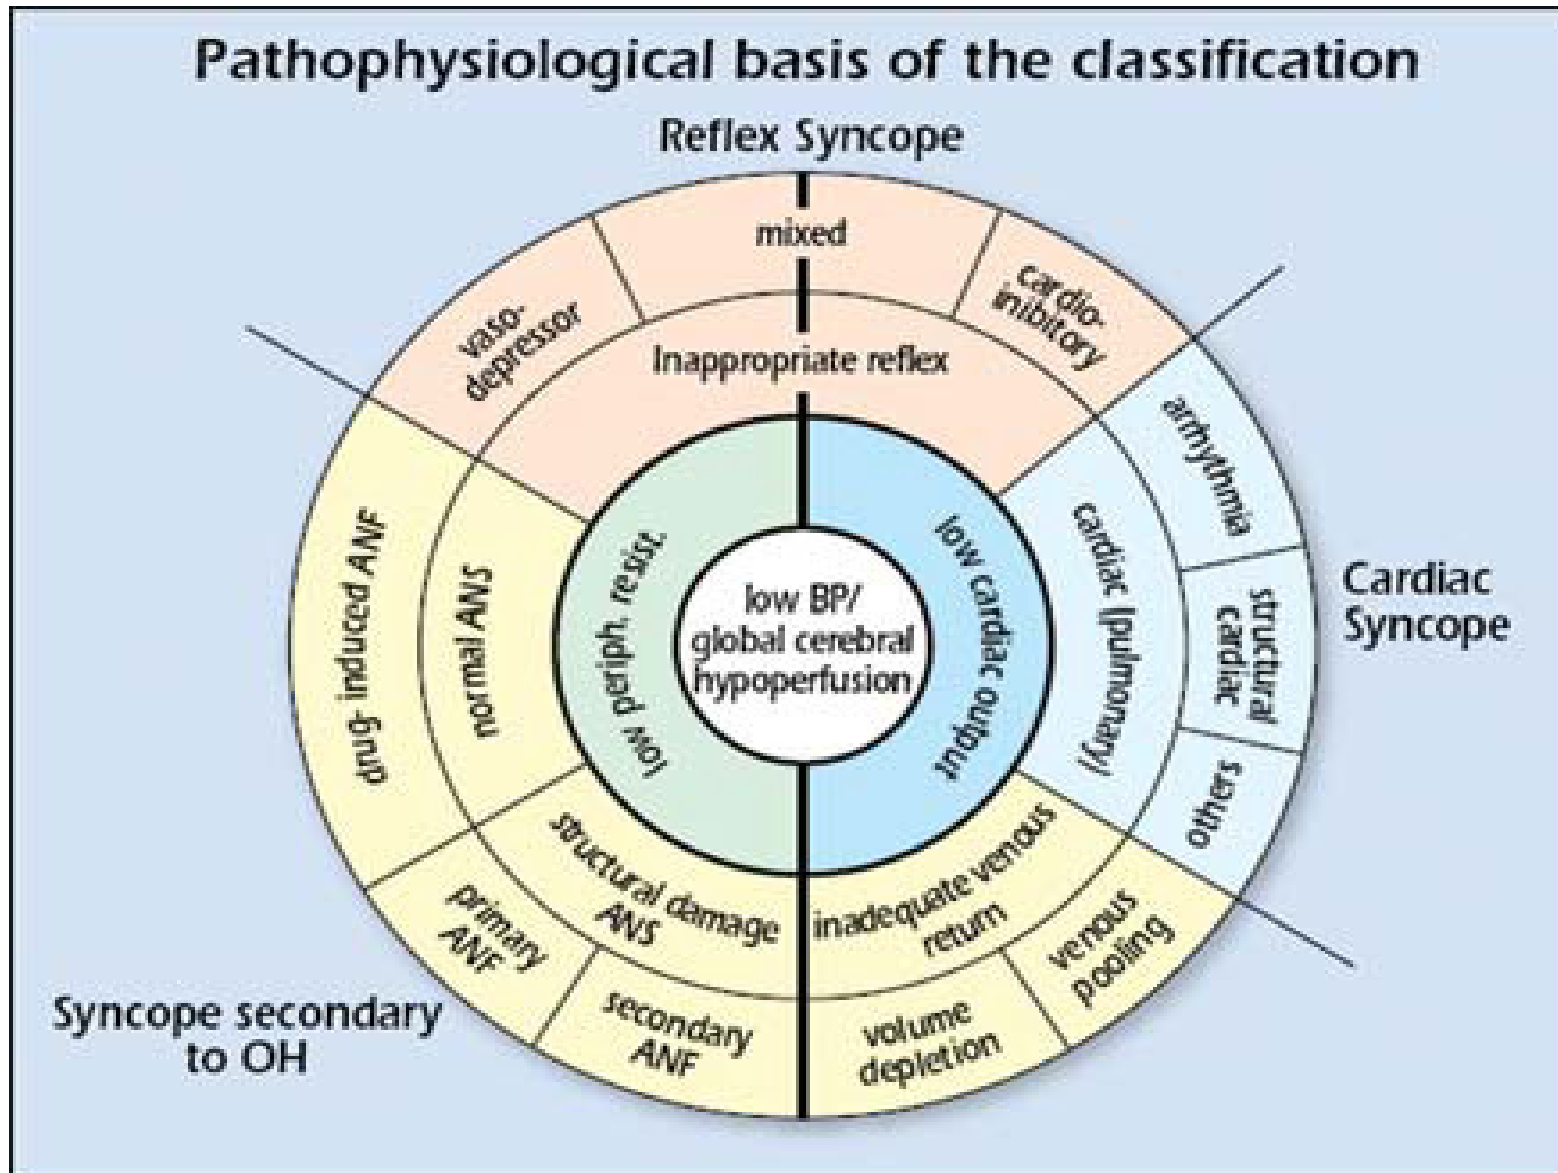 Pathophysiological basis of the classification
Reflex Syncope
mixed
vaso-
depressor
cardio-
inibitory
Inappropriate reflex
arrhythmia
structural
cardiac
others
cardiac (pulmonary)
Cardiac
Syncope
drug- induced ANF
normal ANS
low periph. resist.
low BP/
global cerebral
hypoperfusion
low cardiac output
structural damage
ANS
inadequate venous
return
primary
ANF
secondary
ANF
volume
depletion
venous
pooling
Syncope secondary
to OH